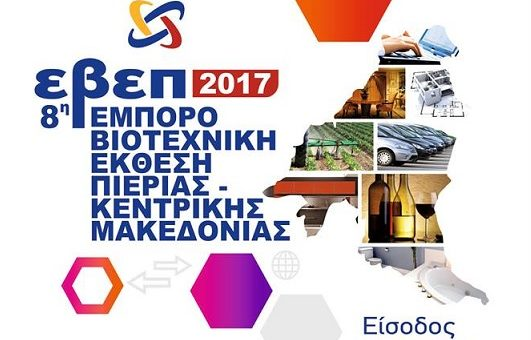 εβεπ 2017
8η ΕΜΠΟΡΟ
ΒΙΟΤΕΧΝΙΚΗ
ΕΚΘΕΣΗ
ΠΙΕΡΙΑΣ -
ΚΕΝΤΡΙΚΗΣ
ΜΑΚΕΔΟΝΙΑΣ
Είσοδος